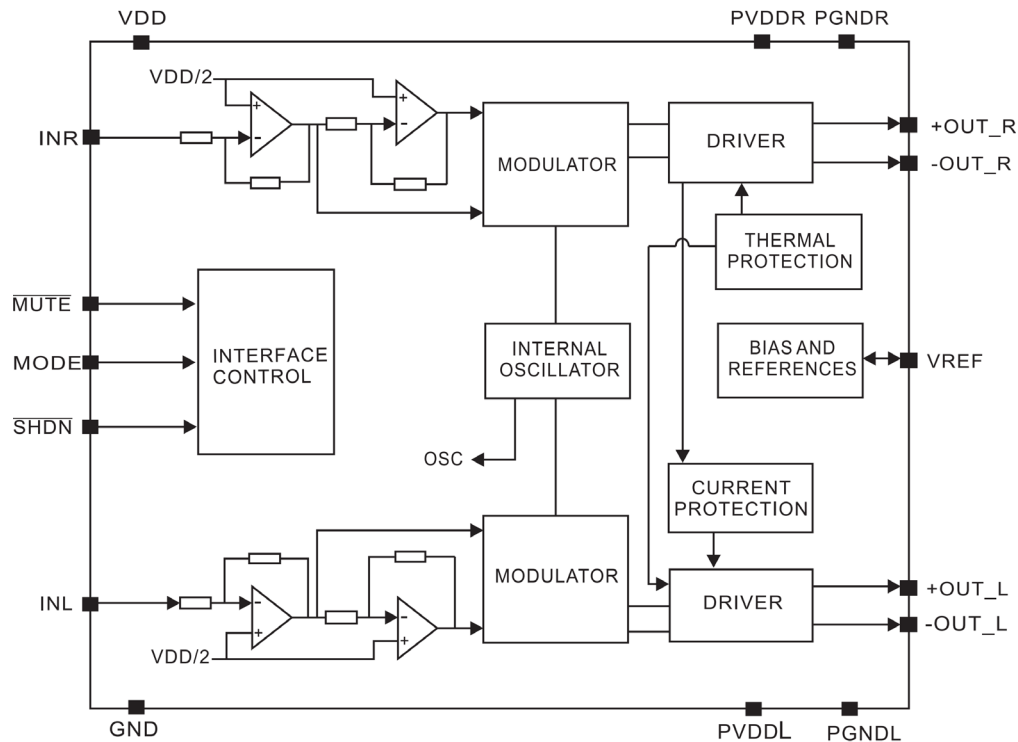 VDD
PVDDR
PGNDR
VDD/2
INR
+
-
+
-
MODULATOR
DRIVER
+OUT_R
-OUT_R
THERMAL
PROTECTION
MUTE
MODE
SHDN
INTERFACE
CONTROL
INTERNAL
OSCILLATOR
BIAS AND
REFERENCES
VREF
OSC
CURRENT
PROTECTION
INL
-
+
-
+
VDD/2
MODULATOR
DRIVER
+OUT_L
-OUT_L
GND
PVDDL
PGNDL